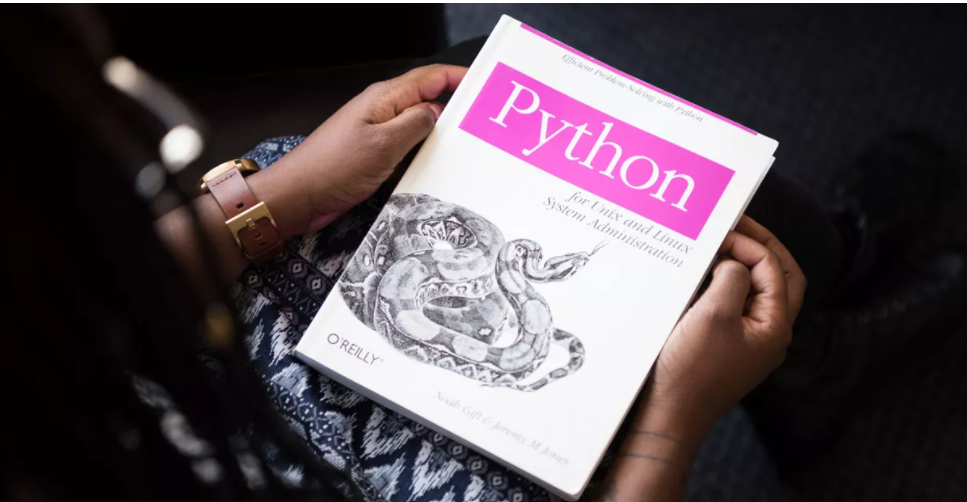 Efficient Problem-Solving with Python
Python
for Unix and Linux
System Administration
O'REILLY®
Noah Gift & Jeremy M. Jones